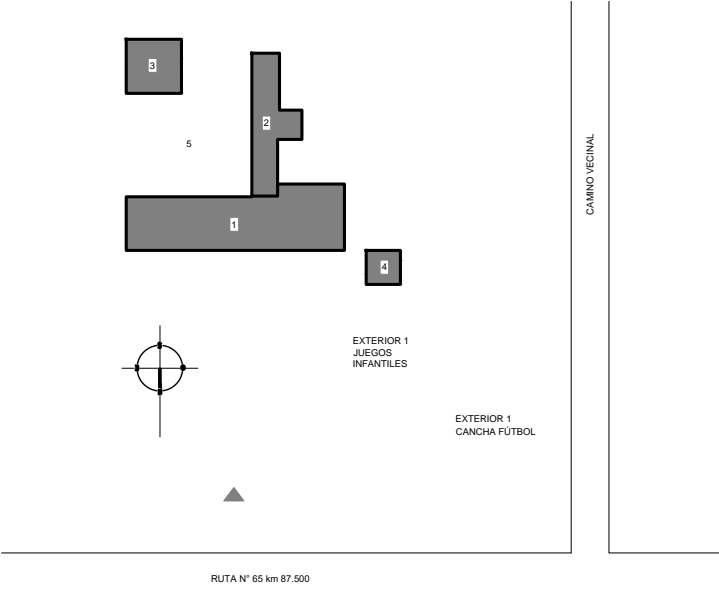 3
2
5
1
4
CAMINO VECINAL
EXTERIOR 1
JUEGOS
INFANTILES
EXTERIOR 1
CANCHA FÚTBOL
RUTA N° 65 km 87.500